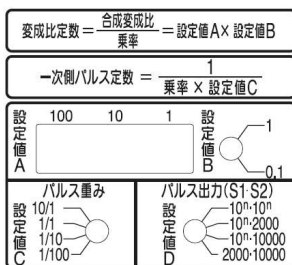 変成比定数＝合成変成比/乗率＝設定値A×設定値B
一次側パルス定数 ＝ 1/乗率 × 設定値C
設定値A
100 10 1
設定値B
1
0.1
パルス重み
設定値C
10/1
1/1
1/10
1/100
パルス出力(S1·S2)
設定値D
10ⁿ·10ⁿ
10ⁿ·2000
10ⁿ·10000
2000·10000